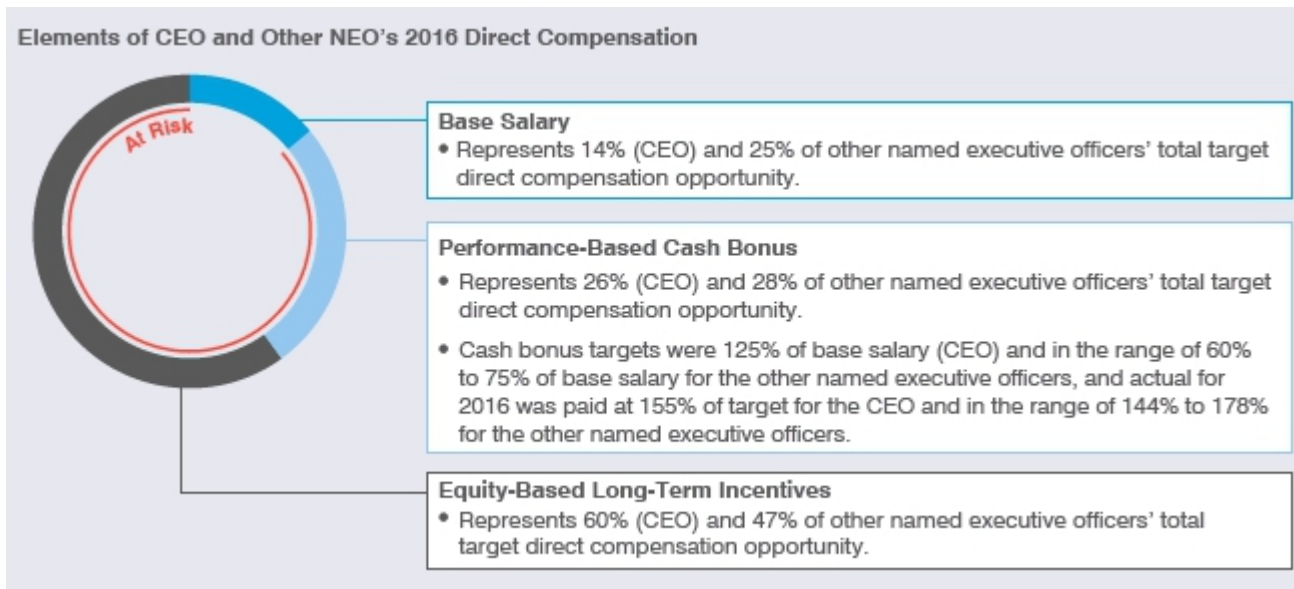 Elements of CEO and Other NEO's 2016 Direct Compensation
At Risk
Base Salary
• Represents 14% (CEO) and 25% of other named executive officers' total target
direct compensation opportunity.
Performance-Based Cash Bonus
• Represents 26% (CEO) and 28% of other named executive officers' total target
direct compensation opportunity.
• Cash bonus targets were 125% of base salary (CEO) and in the range of 60%
to 75% of base salary for the other named executive officers, and actual for
2016 was paid at 155% of target for the CEO and in the range of 144% to 178%
for the other named executive officers.
Equity-Based Long-Term Incentives
• Represents 60% (CEO) and 47% of other named executive officers' total
target direct compensation opportunity.